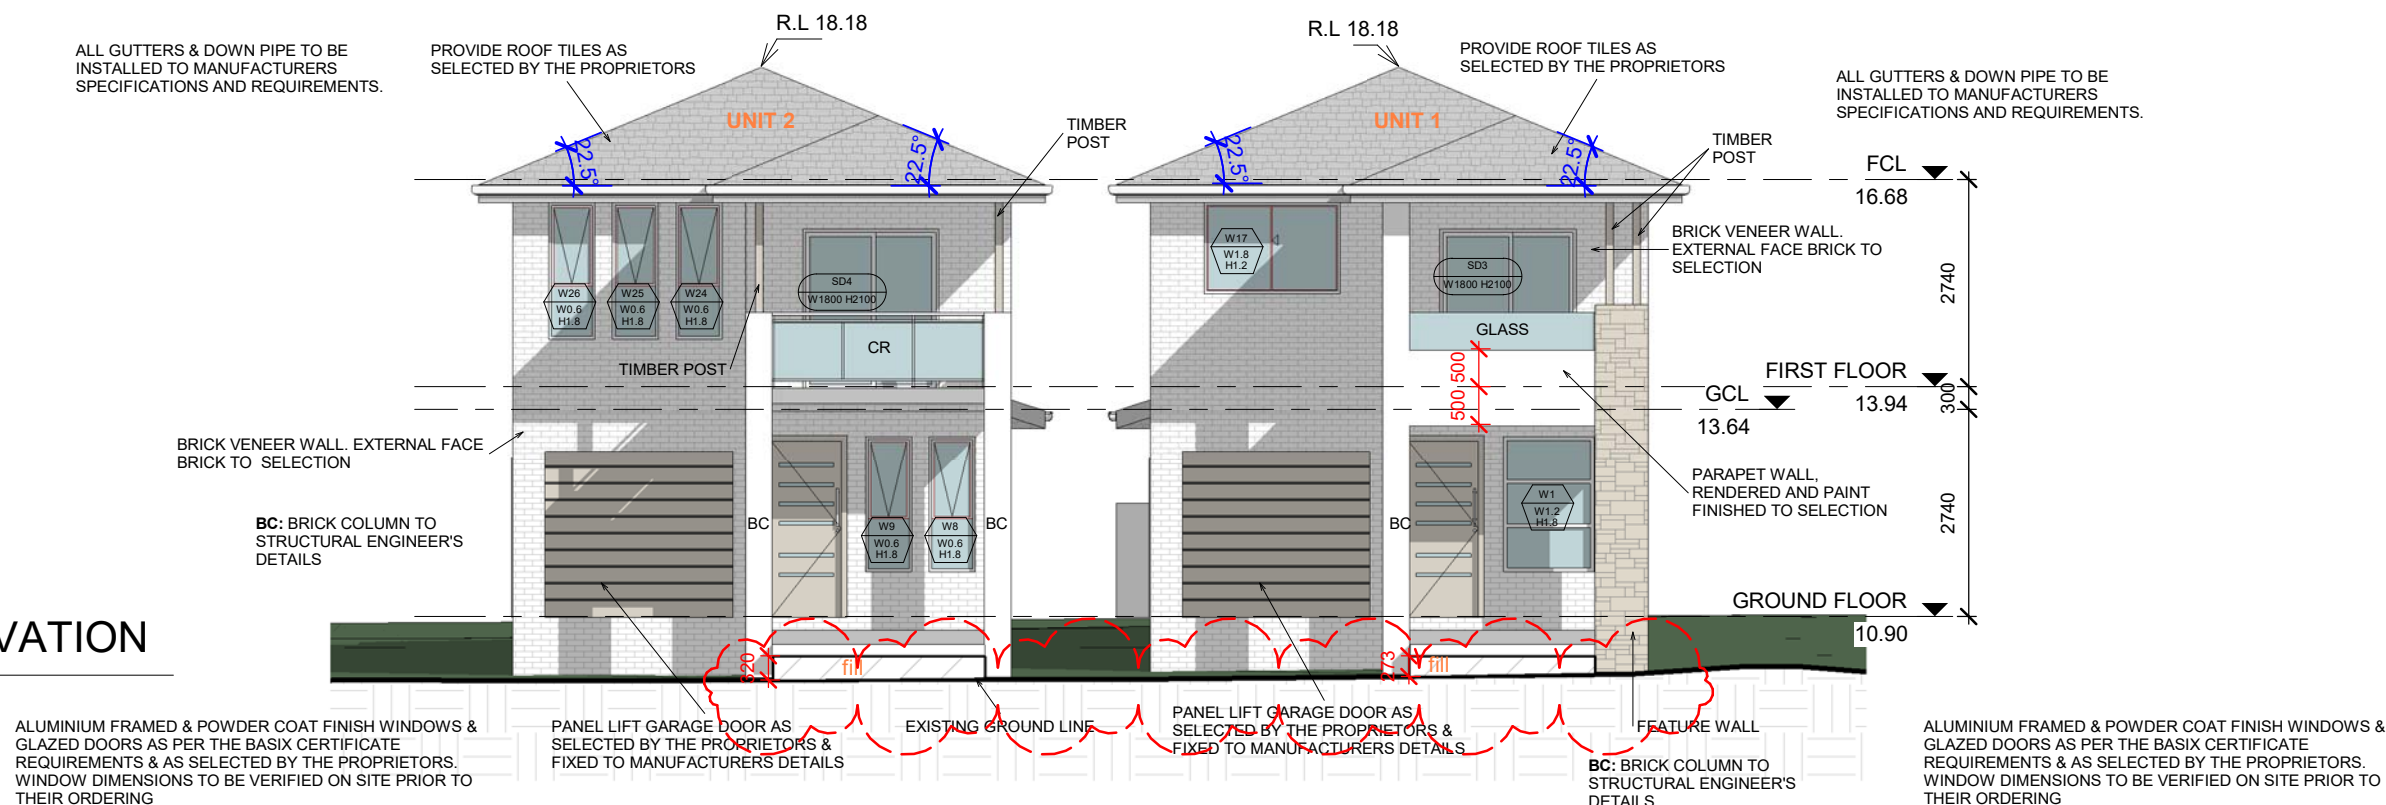 R.L 18.18
R.L 18.18
ALL GUTTERS & DOWN PIPE TO BE
INSTALLED TO MANUFACTURERS
SPECIFICATIONS AND REQUIREMENTS.
PROVIDE ROOF TILES AS
SELECTED BY THE PROPRIETORS
PROVIDE ROOF TILES AS
SELECTED BY THE PROPRIETORS
ALL GUTTERS & DOWN PIPE TO BE
INSTALLED TO MANUFACTURERS
SPECIFICATIONS AND REQUIREMENTS.
UNIT 2
UNIT 1
TIMBER
POST
TIMBER
POST
22.5°
22.5°
22.5°
22.5°
FCL
16.68
BRICK VENEER WALL.
EXTERNAL FACE BRICK TO
SELECTION
W26
W0.6
H1.8
W25
W0.6
H1.8
W24
W0.6
H1.8
SD4
W1800 H2100
W17
W1.8
H1.2
SD3
W1800 H2100
2740
GLASS
CR
TIMBER POST
500
500
FIRST FLOOR
13.94
300
GCL
13.64
BRICK VENEER WALL. EXTERNAL FACE
BRICK TO SELECTION
PARAPET WALL,
RENDERED AND PAINT
FINISHED TO SELECTION
2740
BC: BRICK COLUMN TO
STRUCTURAL ENGINEER'S
DETAILS
BC
W9
W0.6
H1.8
W8
W0.6
H1.8
BC
BC
W1
W1.2
H1.8
GROUND FLOOR
10.90
VATION
320
fill
273
fill
ALUMINIUM FRAMED & POWDER COAT FINISH WINDOWS &
GLAZED DOORS AS PER THE BASIX CERTIFICATE
REQUIREMENTS & AS SELECTED BY THE PROPRIETORS.
WINDOW DIMENSIONS TO BE VERIFIED ON SITE PRIOR TO
THEIR ORDERING
PANEL LIFT GARAGE DOOR AS
SELECTED BY THE PROPRIETORS &
FIXED TO MANUFACTURERS DETAILS
EXISTING GROUND LINE
PANEL LIFT GARAGE DOOR AS
SELECTED BY THE PROPRIETORS &
FIXED TO MANUFACTURERS DETAILS
FEATURE WALL
BC: BRICK COLUMN TO
STRUCTURAL ENGINEER'S
DETAILS
ALUMINIUM FRAMED & POWDER COAT FINISH WINDOWS &
GLAZED DOORS AS PER THE BASIX CERTIFICATE
REQUIREMENTS & AS SELECTED BY THE PROPRIETORS.
WINDOW DIMENSIONS TO BE VERIFIED ON SITE PRIOR TO
THEIR ORDERING